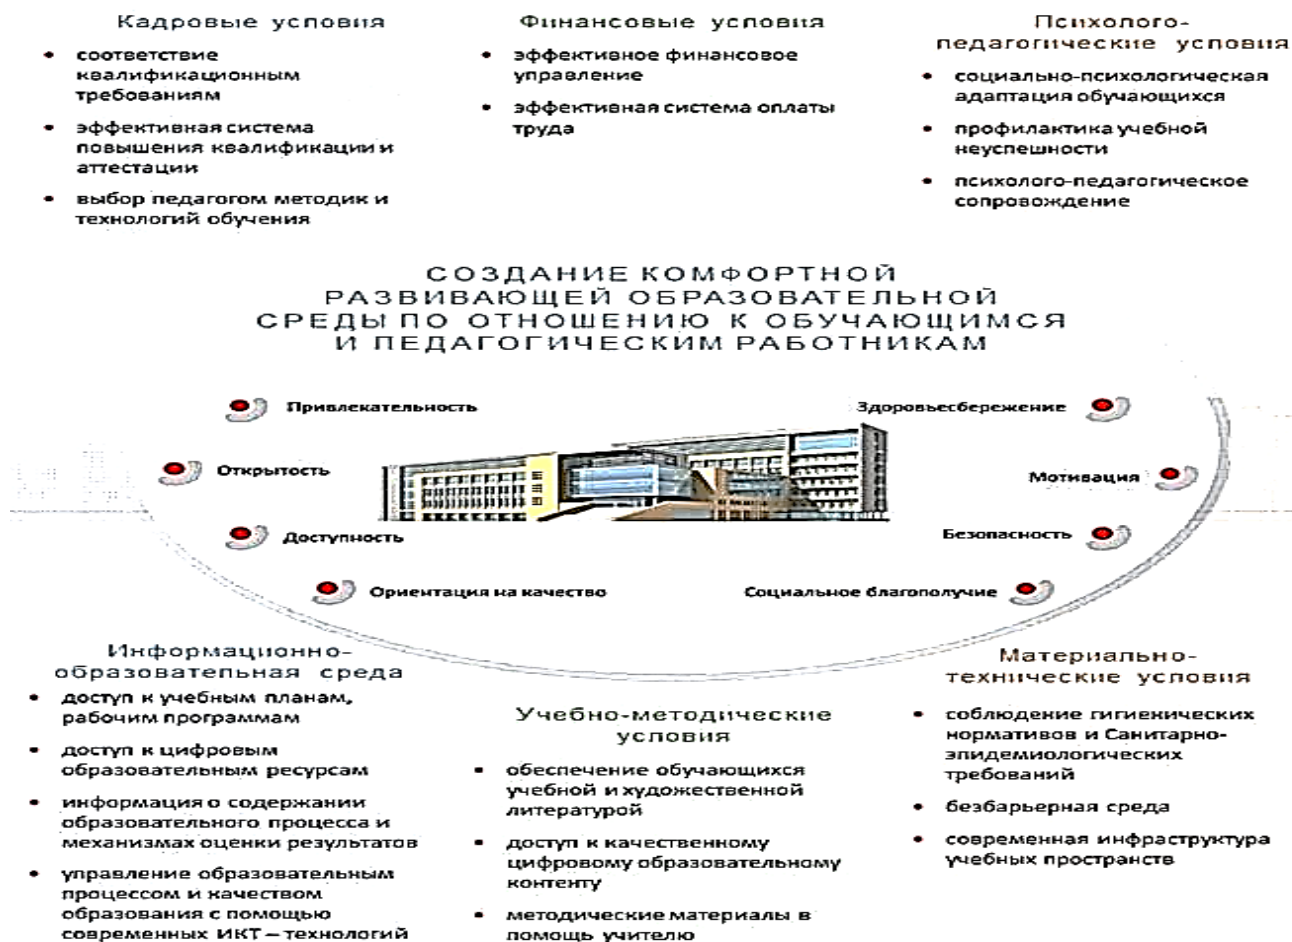 Кадровые условия
• соответствие
квалификационным
требованиям
• эффективная система
повышения квалификации и
аттестации
• выбор педагогом методик и
технологий обучения
Финансовые условия
• эффективное финансовое
управление
• эффективная система оплаты
труда
Психолого-
педагогические условия
• социально-психологическая
адаптация обучающихся
• профилактика учебной
неуспешности
• психолого-педагогическое
сопровождение
СОЗДАНИЕ КОМФОРТНОЙ
РАЗВИВАЮЩЕЙ ОБРАЗОВАТЕЛЬНОЙ
СРЕДЫ ПО ОТНОШЕНИЮ К ОБУЧАЮЩИМСЯ
И ПЕДАГОГИЧЕСКИМ РАБОТНИКАМ
Привлекательность
Открытость
Доступность
Ориентация на качество
Здоровьесбережение
Мотивация
Безопасность
Социальное благополучие
Информационно-
образовательная среда
• доступ к учебным планам,
рабочим программам
• доступ к цифровым
образовательным ресурсам
• информация о содержании
образовательного процесса и
механизмах оценки результатов
• управление образовательным
процессом и качеством
образования с помощью
современных ИКТ – технологий
Учебно-методические
условия
• обеспечение обучающихся
учебной и художественной
литературой
• доступ к качественному
цифровому образовательному
контенту
• методические материалы в
помощь учителю
Материально-
технические условия
• соблюдение гигиенических
нормативов и Санитарно-
эпидемиологических
требований
• безбарьерная среда
• современная инфраструктура
учебных пространств